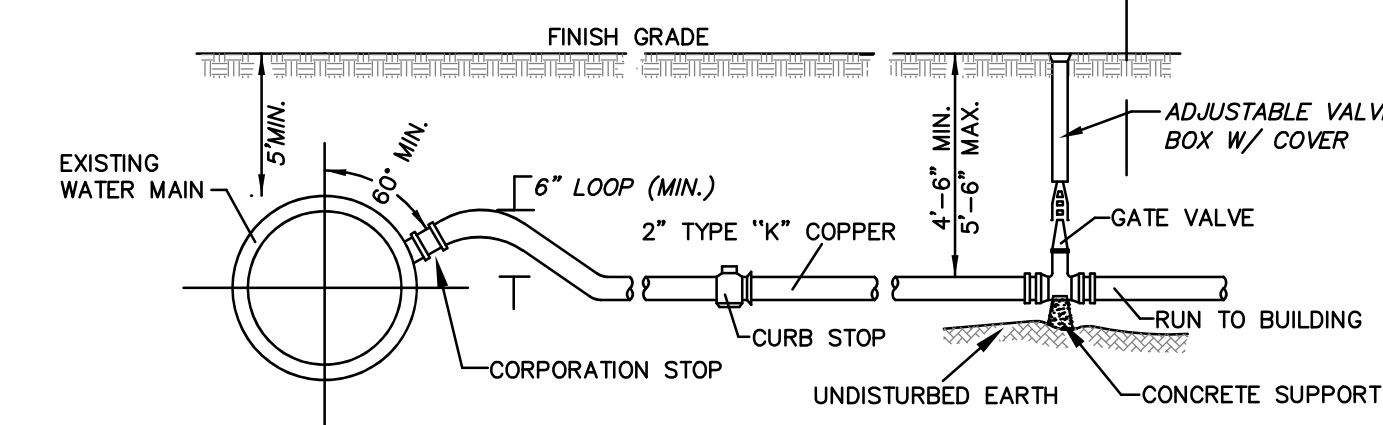 FINISH GRADE
5' MIN.
60° MIN.
EXISTING
WATER MAIN
6" LOOP (MIN.)
2" TYPE "K" COPPER
4'-6" MIN.
5'-6" MAX.
ADJUSTABLE VALVE
BOX W/ COVER
GATE VALVE
RUN TO BUILDING
CURB STOP
CORPORATION STOP
UNDISTURBED EARTH
CONCRETE SUPPORT